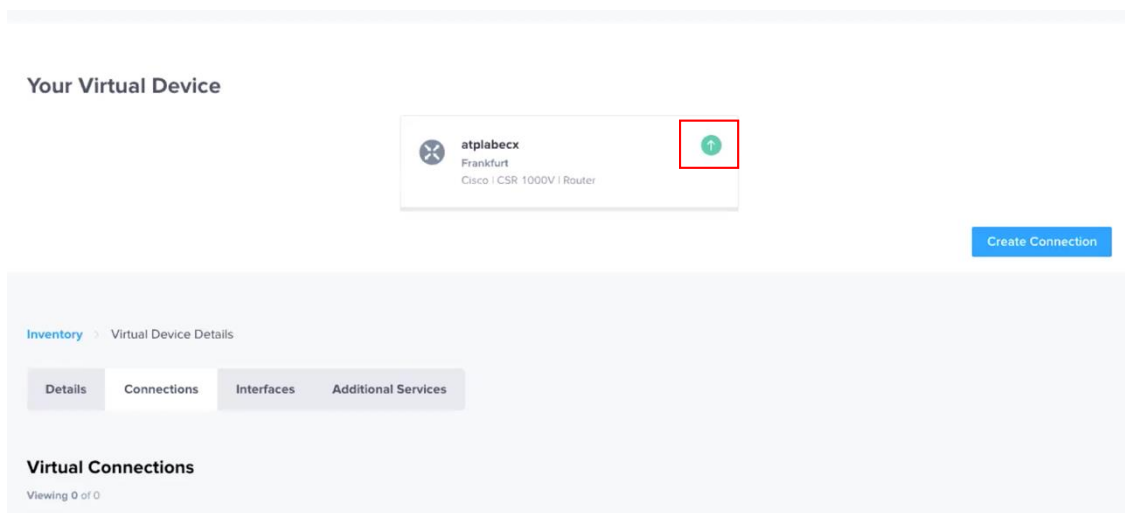 Your Virtual Device
atplabecx
Frankfurt
Cisco | CSR 1000V | Router
Create Connection
Inventory > Virtual Device Details
Details Connections Interfaces Additional Services
Virtual Connections
Viewing 0 of 0